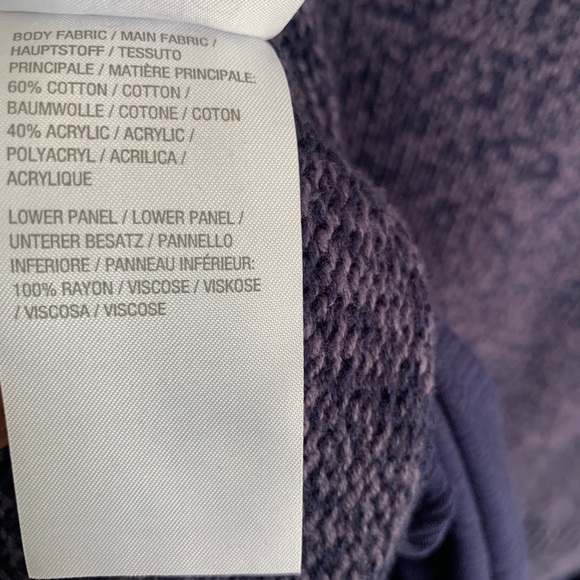 BODY FABRIC / MAIN FABRIC /
HAUPTSTOFF / TESSUTO
PRINCIPALE / MATIÈRE PRINCIPALE:
60% COTTON / COTTON /
BAUMWOLLE / COTONE / COTON
40% ACRYLIC / ACRYLIC /
POLYACRYL / ACRILICA /
ACRYLIQUE
LOWER PANEL / LOWER PANEL /
UNTERER BESATZ / PANNELLO
INFERIORE / PANNEAU INFÉRIEUR:
100% RAYON / VISCOSE / VISKOSE
/ VISCOSA / VISCOSE